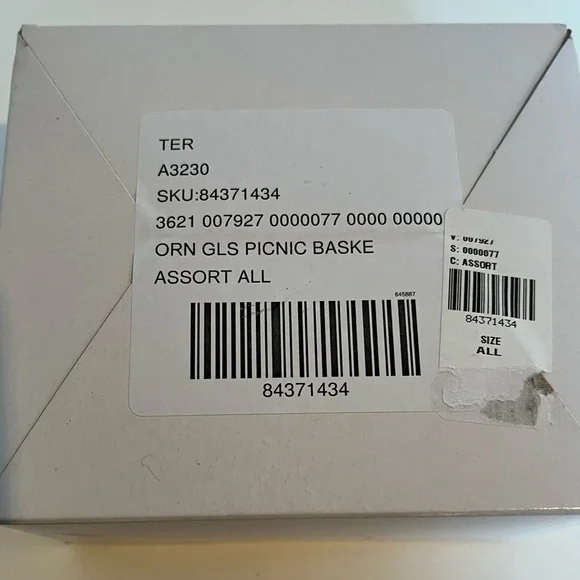 TER
A3230
SKU:84371434
3621 007927 0000077 0000 00000
ORN GLS PICNIC BASKE
ASSORT ALL
645887
84371434
V: 007927
S: 0000077
C: ASSORT
84371434
SIZE
ALL